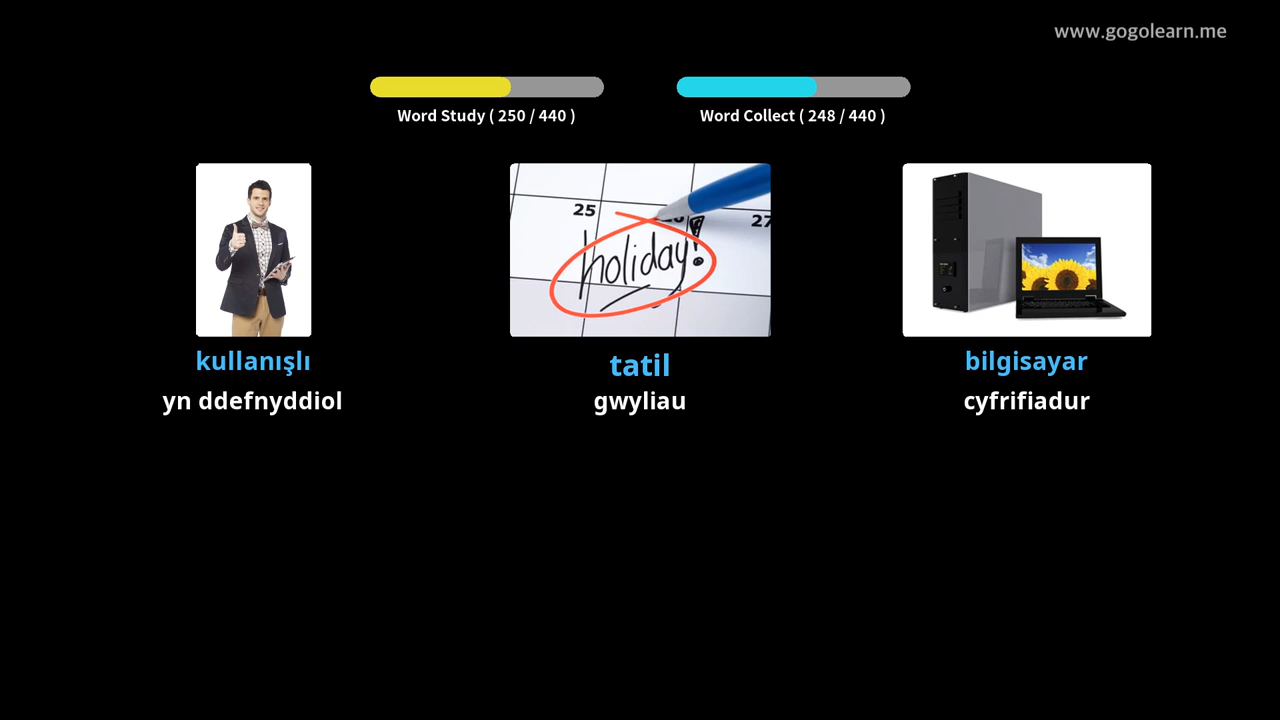 www.gogolearn.me
Word Study ( 250 / 440 )
Word Collect ( 248 / 440 )
25
27
holiday!
kullanışlı
tatil
bilgisayar
yn ddefnyddiol
gwyliau
cyfrifiadur